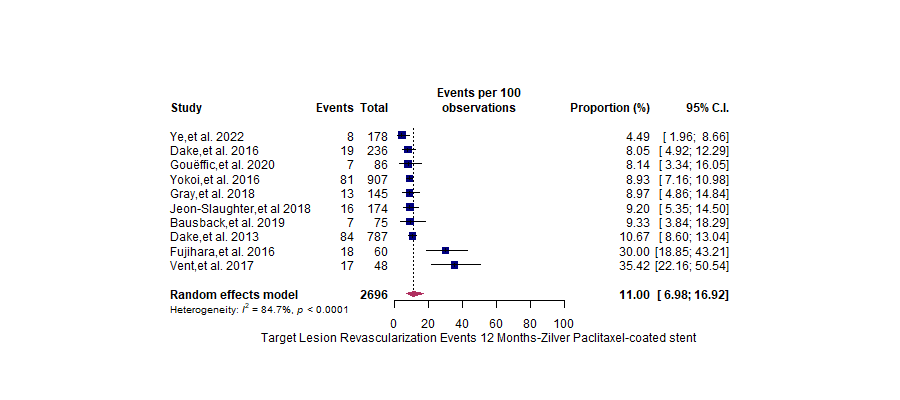 Events per 100
Study Events Total observations Proportion (%) 95% C.I.
Ye,et al. 2022 8 178 4.49 [ 1.96; 8.66]
Dake,et al. 2016 19 236 8.05 [ 4.92; 12.29]
Gouëffic,et al. 2020 7 86 8.14 [ 3.34; 16.05]
Yokoi,et al. 2016 81 907 8.93 [ 7.16; 10.98]
Gray,et al. 2018 13 145 8.97 [ 4.86; 14.84]
Jeon-Slaughter,et al 2018 16 174 9.20 [ 5.35; 14.50]
Bausback,et al. 2019 7 75 9.33 [ 3.84; 18.29]
Dake,et al. 2013 84 787 10.67 [ 8.60; 13.04]
Fujihara,et al. 2016 18 60 30.00 [18.85; 43.21]
Vent,et al. 2017 17 48 35.42 [22.16; 50.54]
Random effects model 2696 11.00 [ 6.98; 16.92]
Heterogeneity: I² = 84.7%, p < 0.0001
0 20 40 60 80 100
Target Lesion Revascularization Events 12 Months-Zilver Paclitaxel-coated stent